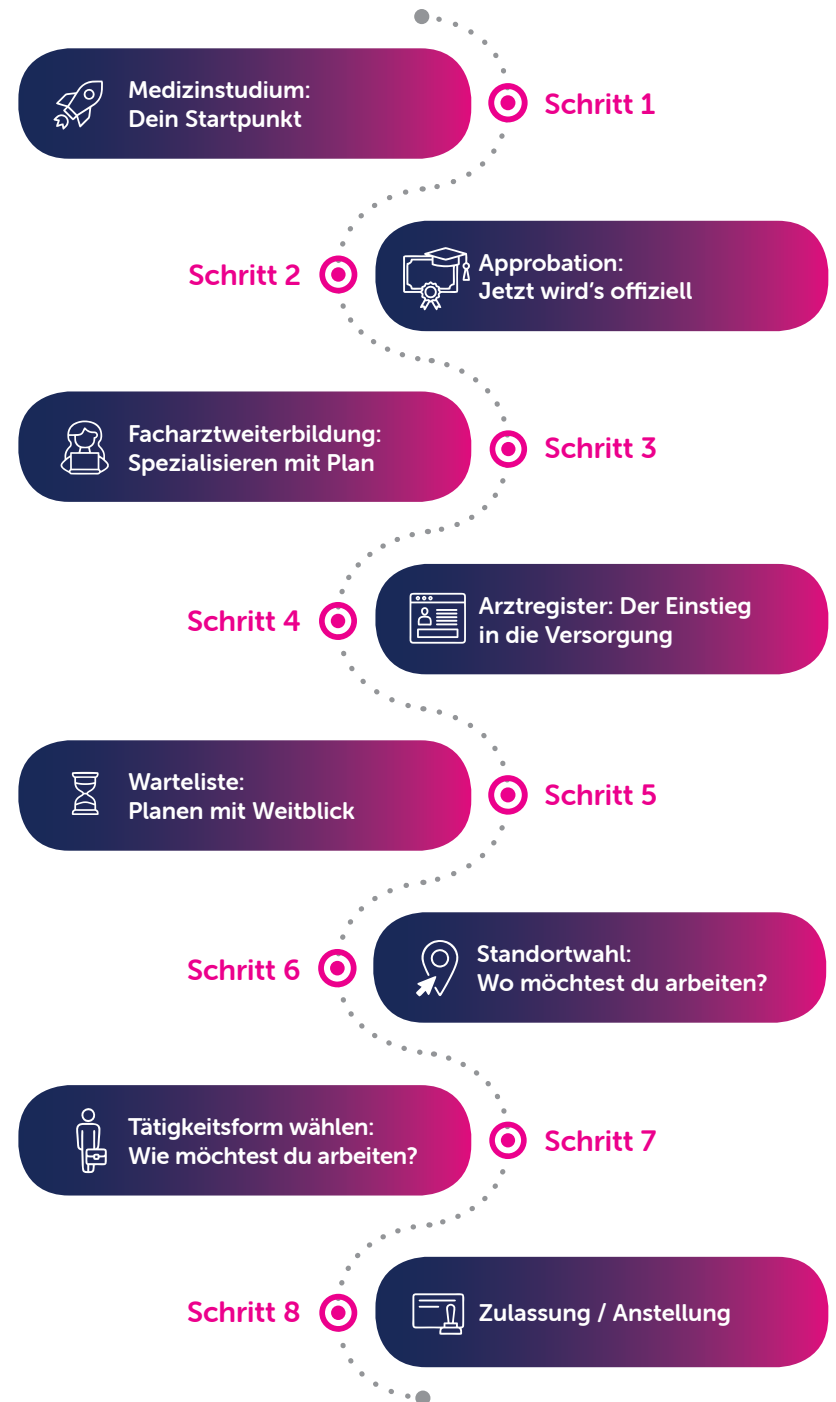 Medizinstudium:
Dein Startpunkt
Schritt 1
Schritt 2
Approbation:
Jetzt wird’s offiziell
Facharztweiterbildung:
Spezialisieren mit Plan
Schritt 3
Schritt 4
Arztregister: Der Einstieg
in die Versorgung
Warteliste:
Planen mit Weitblick
Schritt 5
Schritt 6
Standortwahl:
Wo möchtest du arbeiten?
Tätigkeitsform wählen:
Wie möchtest du arbeiten?
Schritt 7
Schritt 8
Zulassung / Anstellung